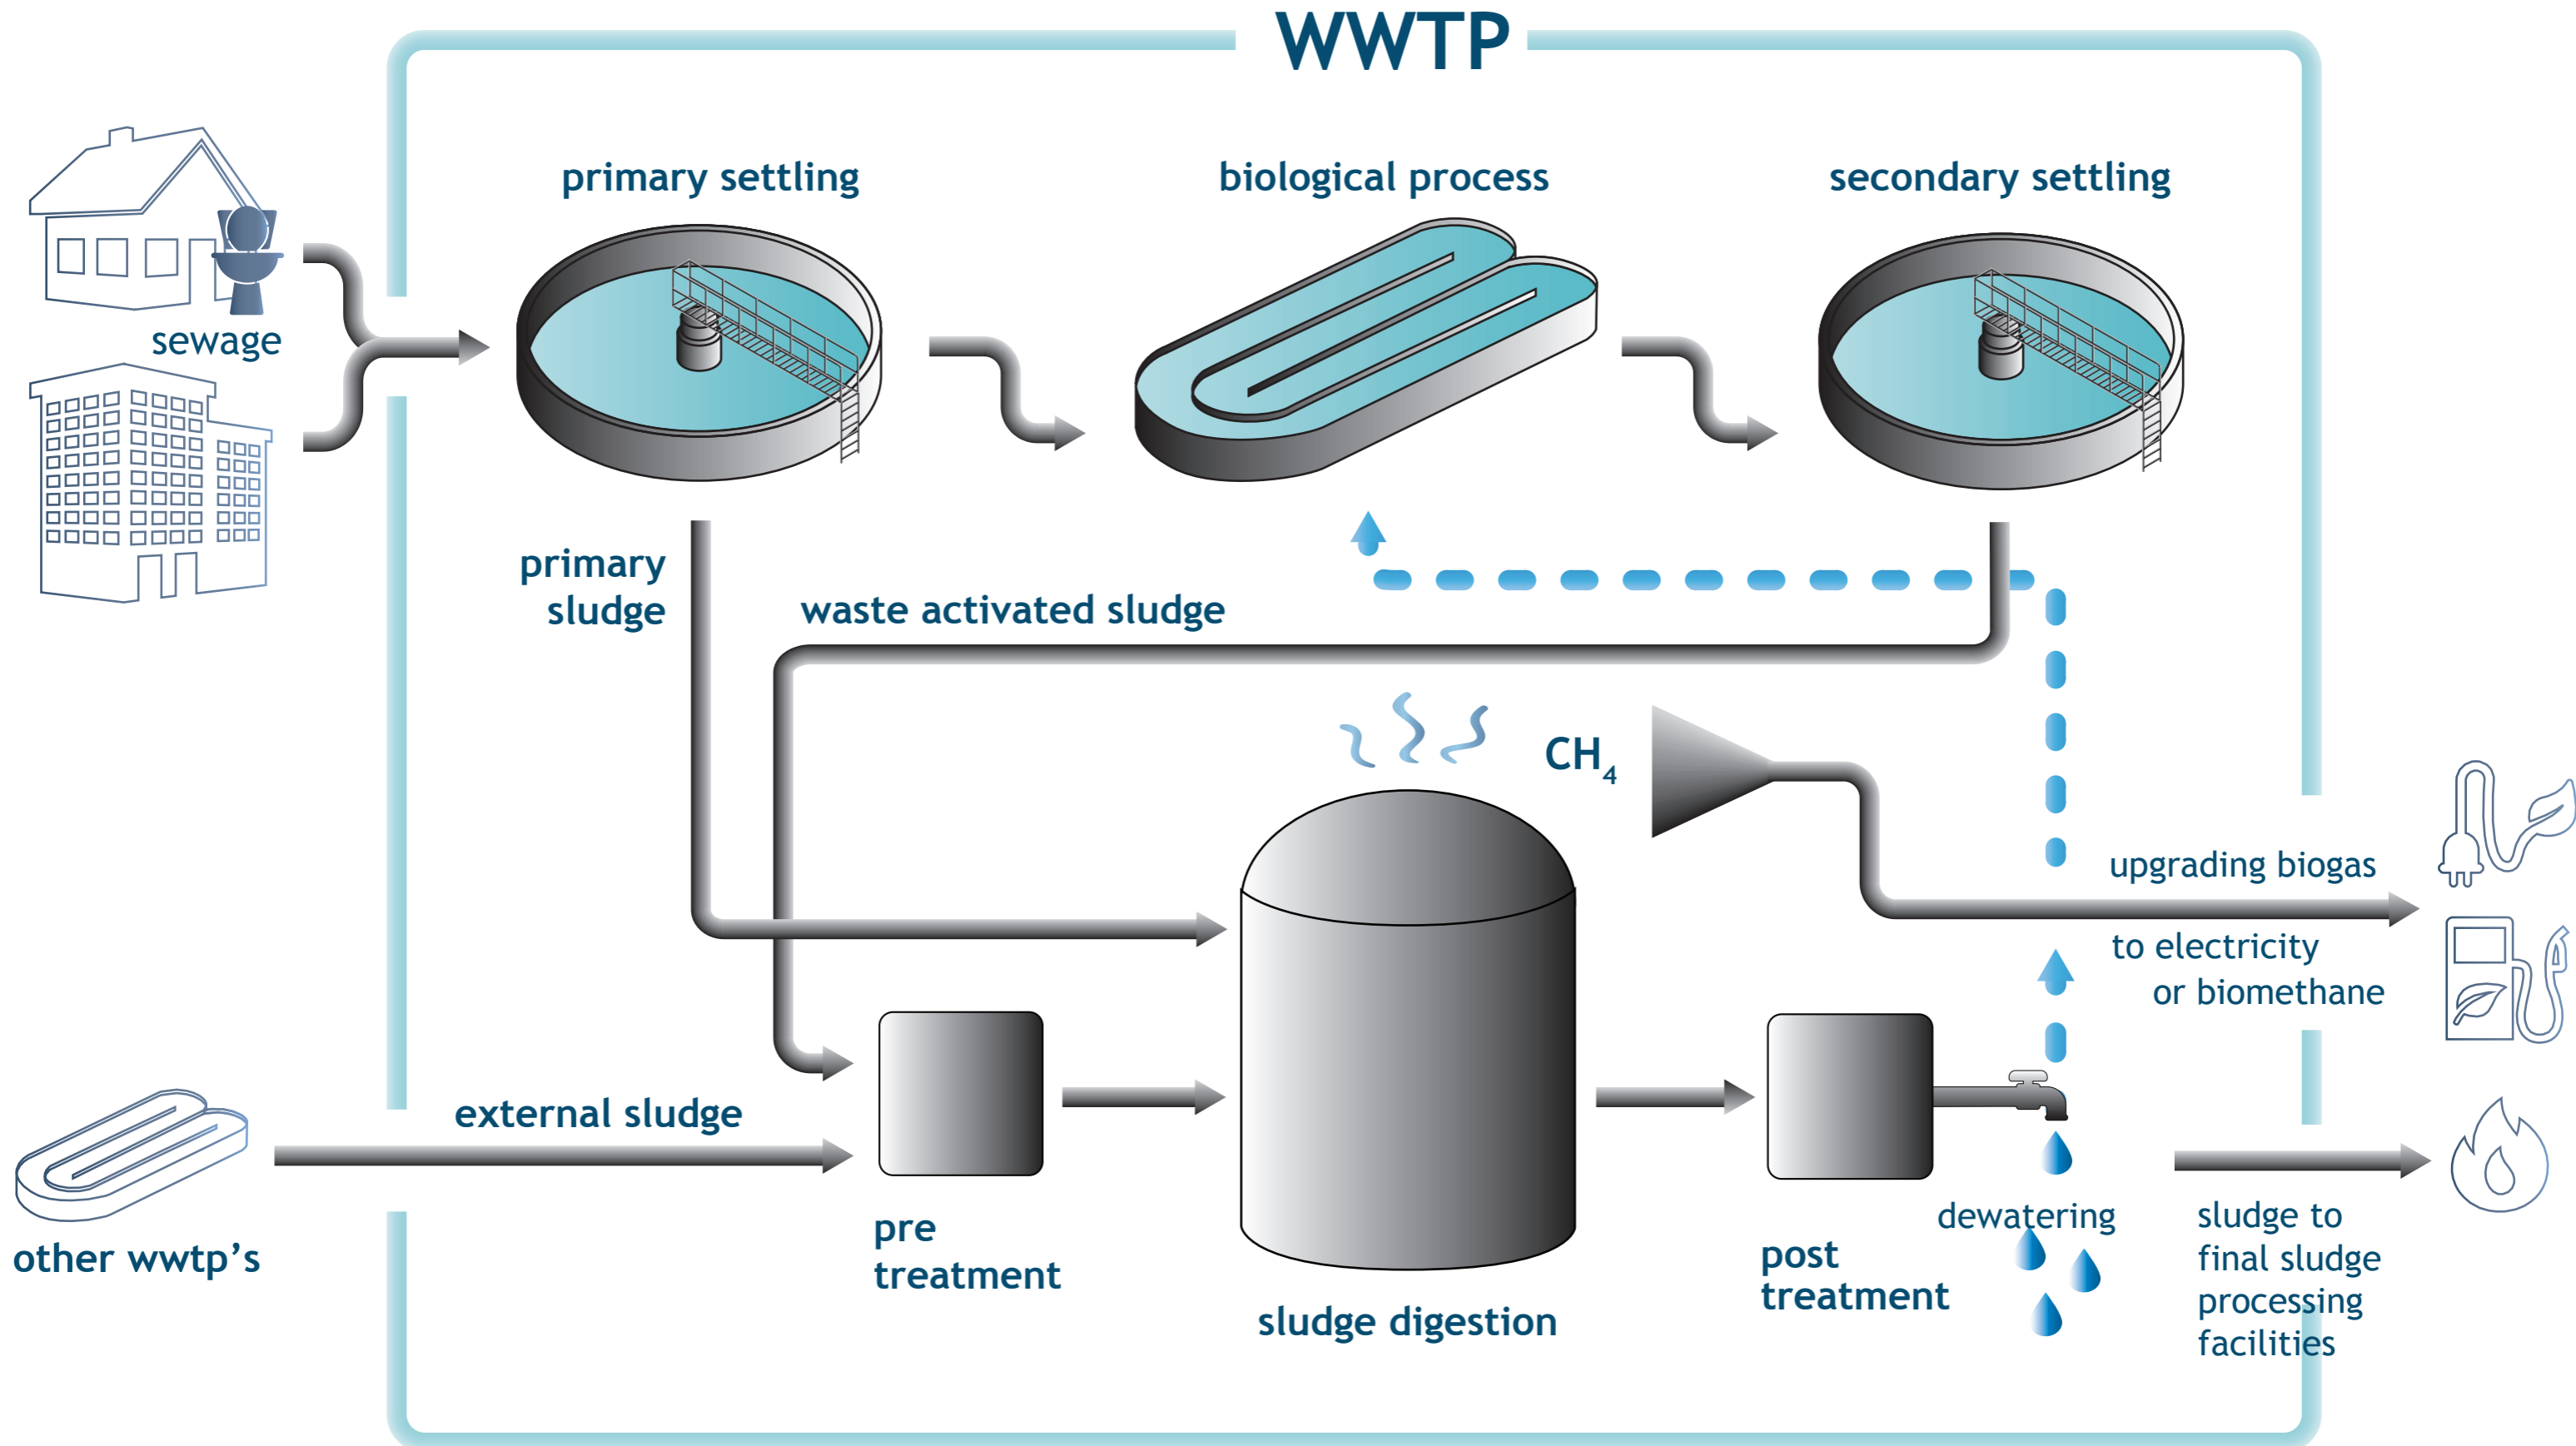 WWTP
primary settling
biological process
secondary settling
sewage
primary
sludge
waste activated sludge
CH₄
upgrading biogas
to electricity
or biomethane
external sludge
other wwtp’s
pre
treatment
sludge digestion
post
treatment
dewatering
sludge to
final sludge
processing
facilities